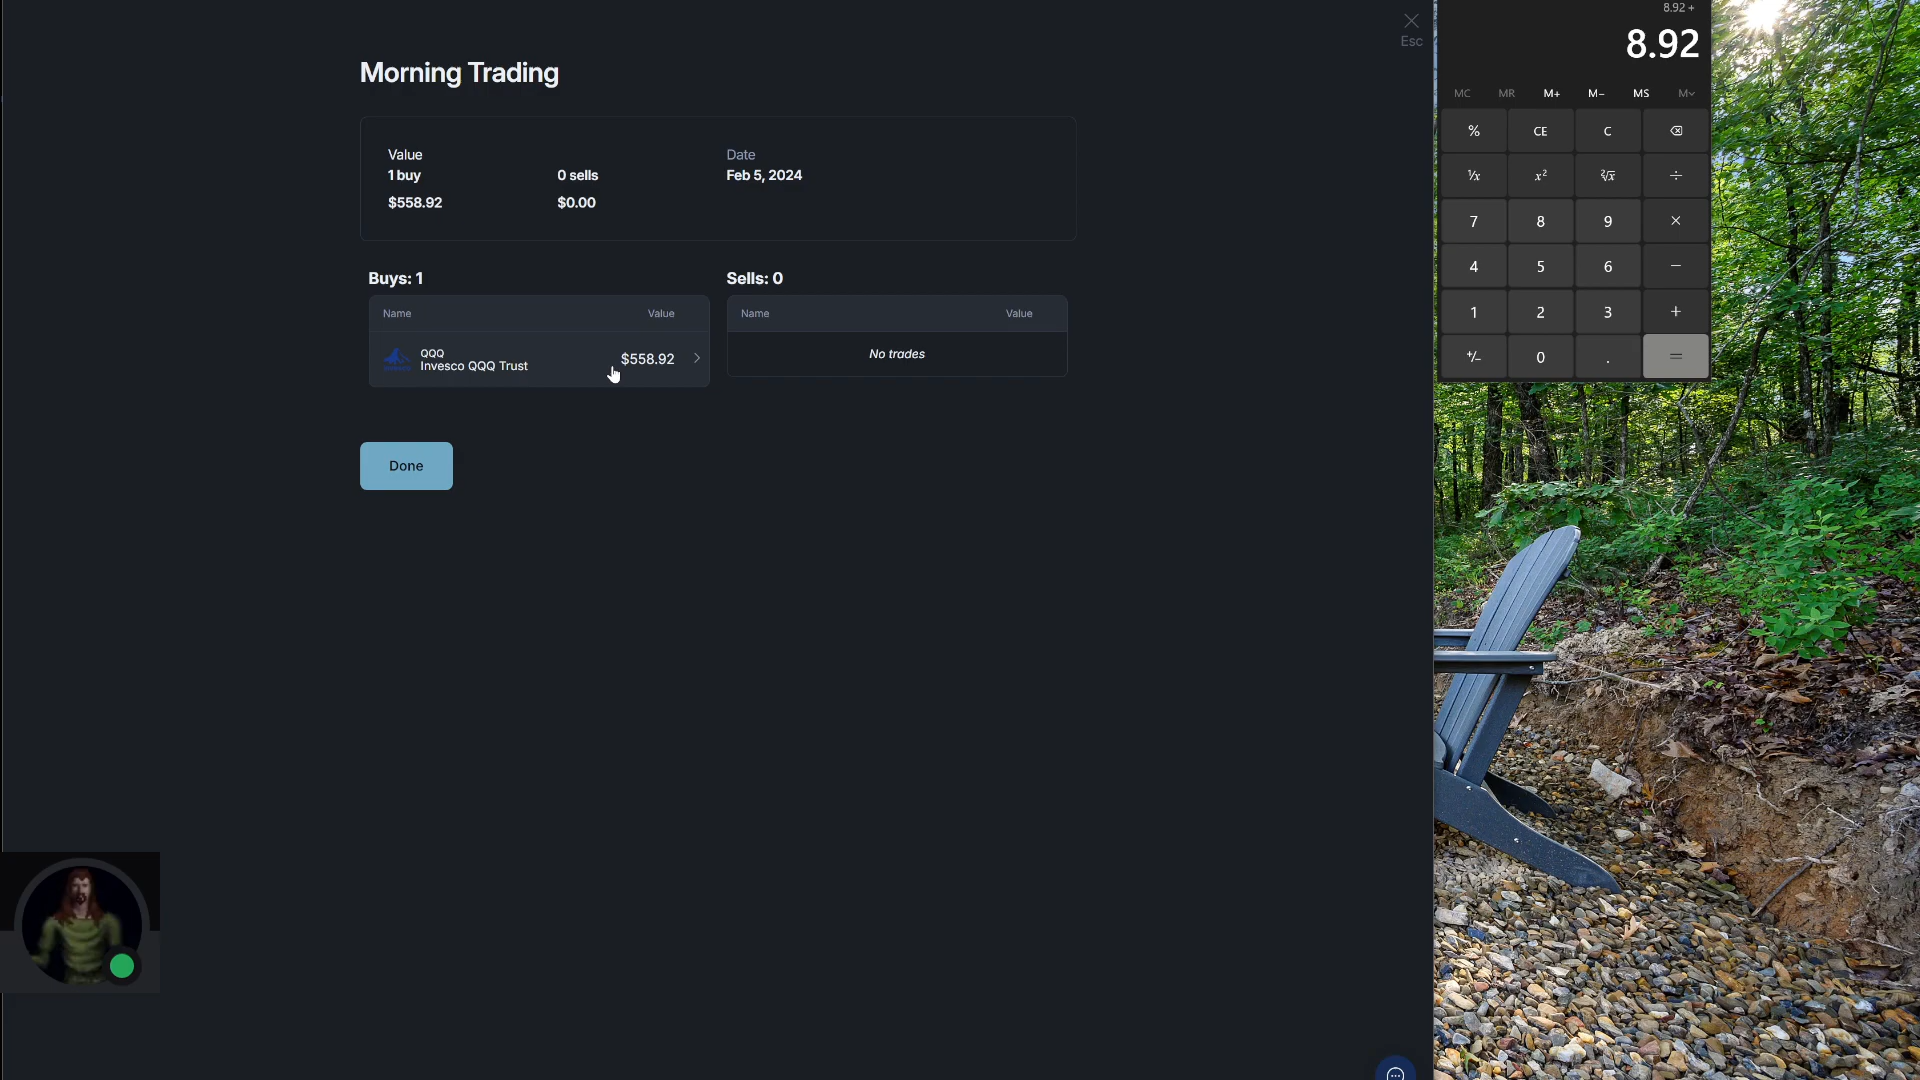 Esc
Morning Trading
Value
Date
1 buy
0 sells
Feb 5, 2024
$558.92
$0.00
Buys: 1
Sells: 0
Name
Value
Name
Value
QQQ
Invesco QQQ Trust
$558.92
No trades
Done
8.92 +
8.92
MC MR M+ M− MS M˅
% CE C ⌫
¹/x x² ²√x ÷
7 8 9 ×
4 5 6 −
1 2 3 +
+/− 0 . =